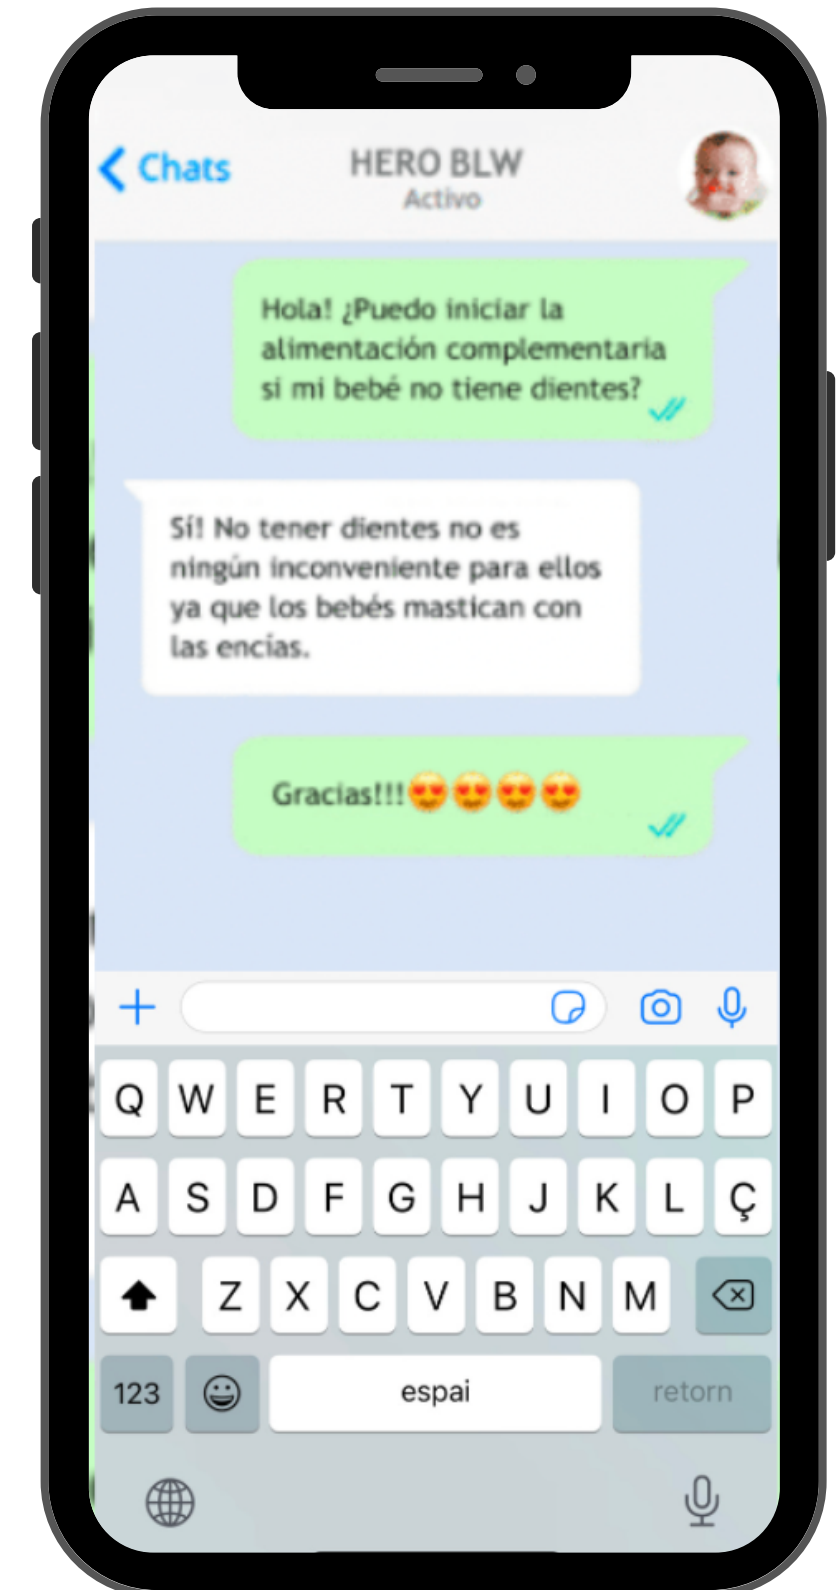 Chats
HERO BLW
Activo
Hola! ¿Puedo iniciar la
alimentación complementaria
si mi bebé no tiene dientes?
Sí! No tener dientes no es
ningún inconveniente para ellos
ya que los bebés mastican con
las encías.
Gracias!!!😍😍😍😍
Q W E R T Y U I O P
A S D F G H J K L Ç
Z X C V B N M
123 espai retorn